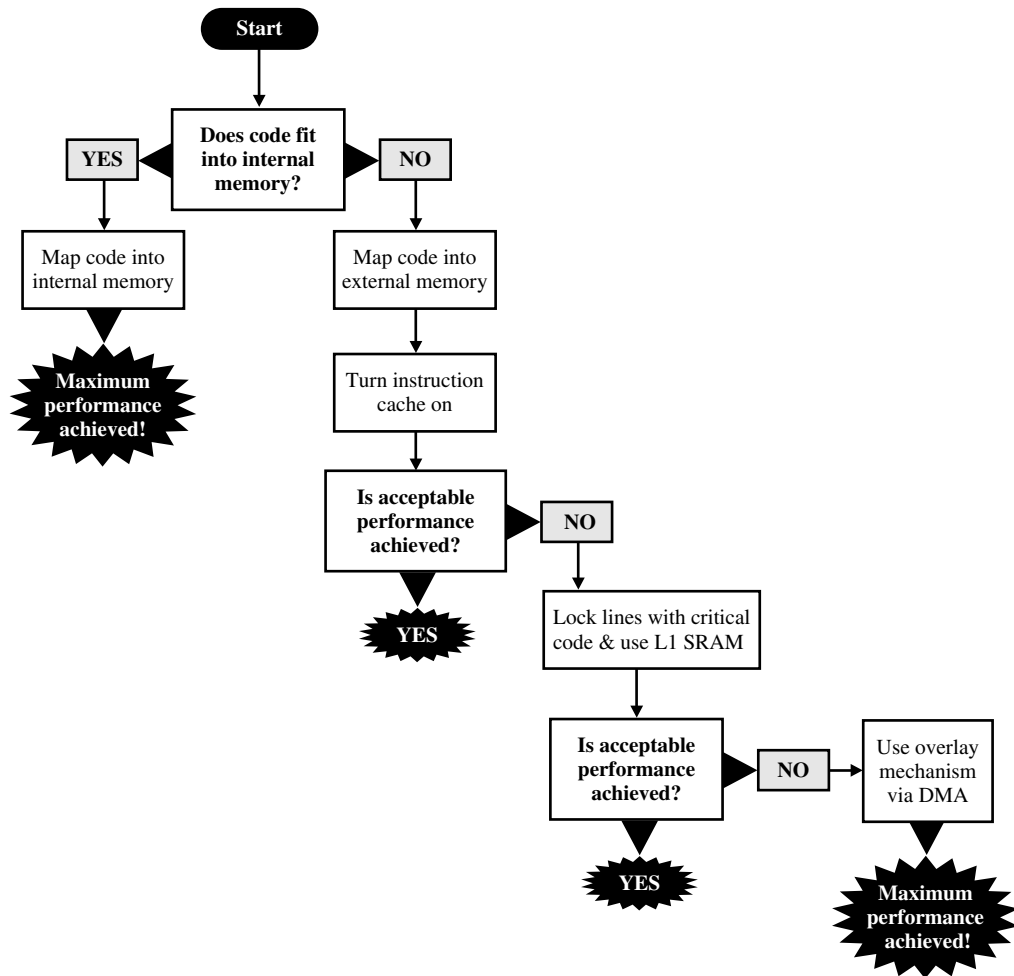 Start
Does code fit
into internal
memory?
YES
NO
Map code into
internal memory
Map code into
external memory
Maximum
performance
achieved!
Turn instruction
cache on
Is acceptable
performance
achieved?
NO
YES
Lock lines with critical
code & use L1 SRAM
Is acceptable
performance
achieved?
NO
Use overlay
mechanism
via DMA
YES
Maximum
performance
achieved!